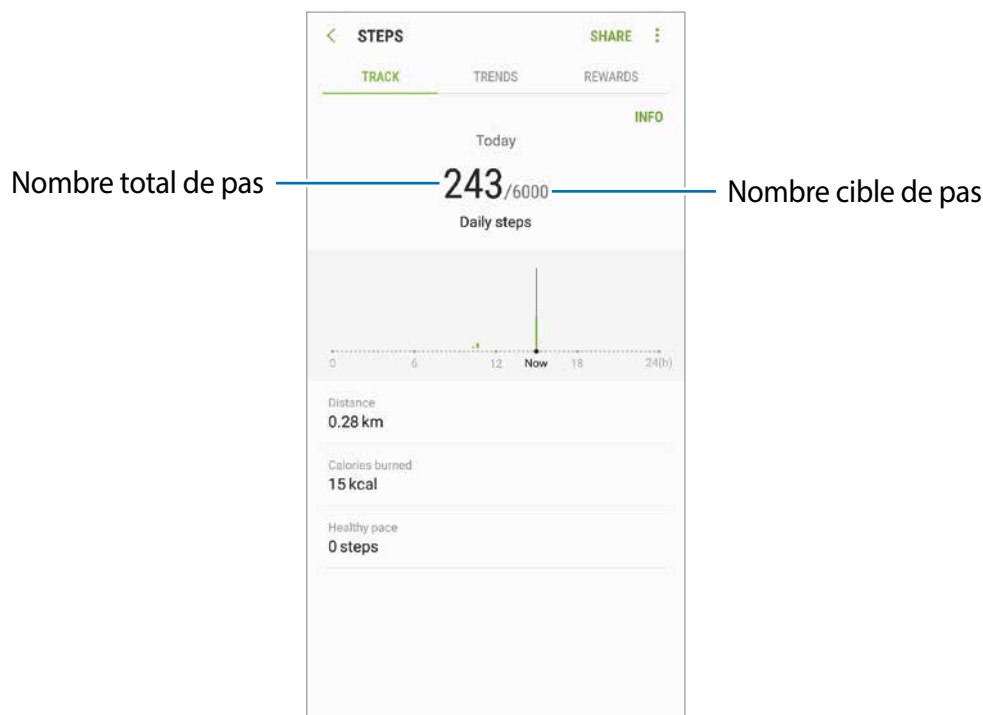 STEPS SHARE
TRACK TRENDS REWARDS
INFO
Today
Nombre total de pas 243/6000 Nombre cible de pas
Daily steps
0 6 12 Now 18 24(h)
Distance
0.28 km
Calories burned
15 kcal
Healthy pace
0 steps